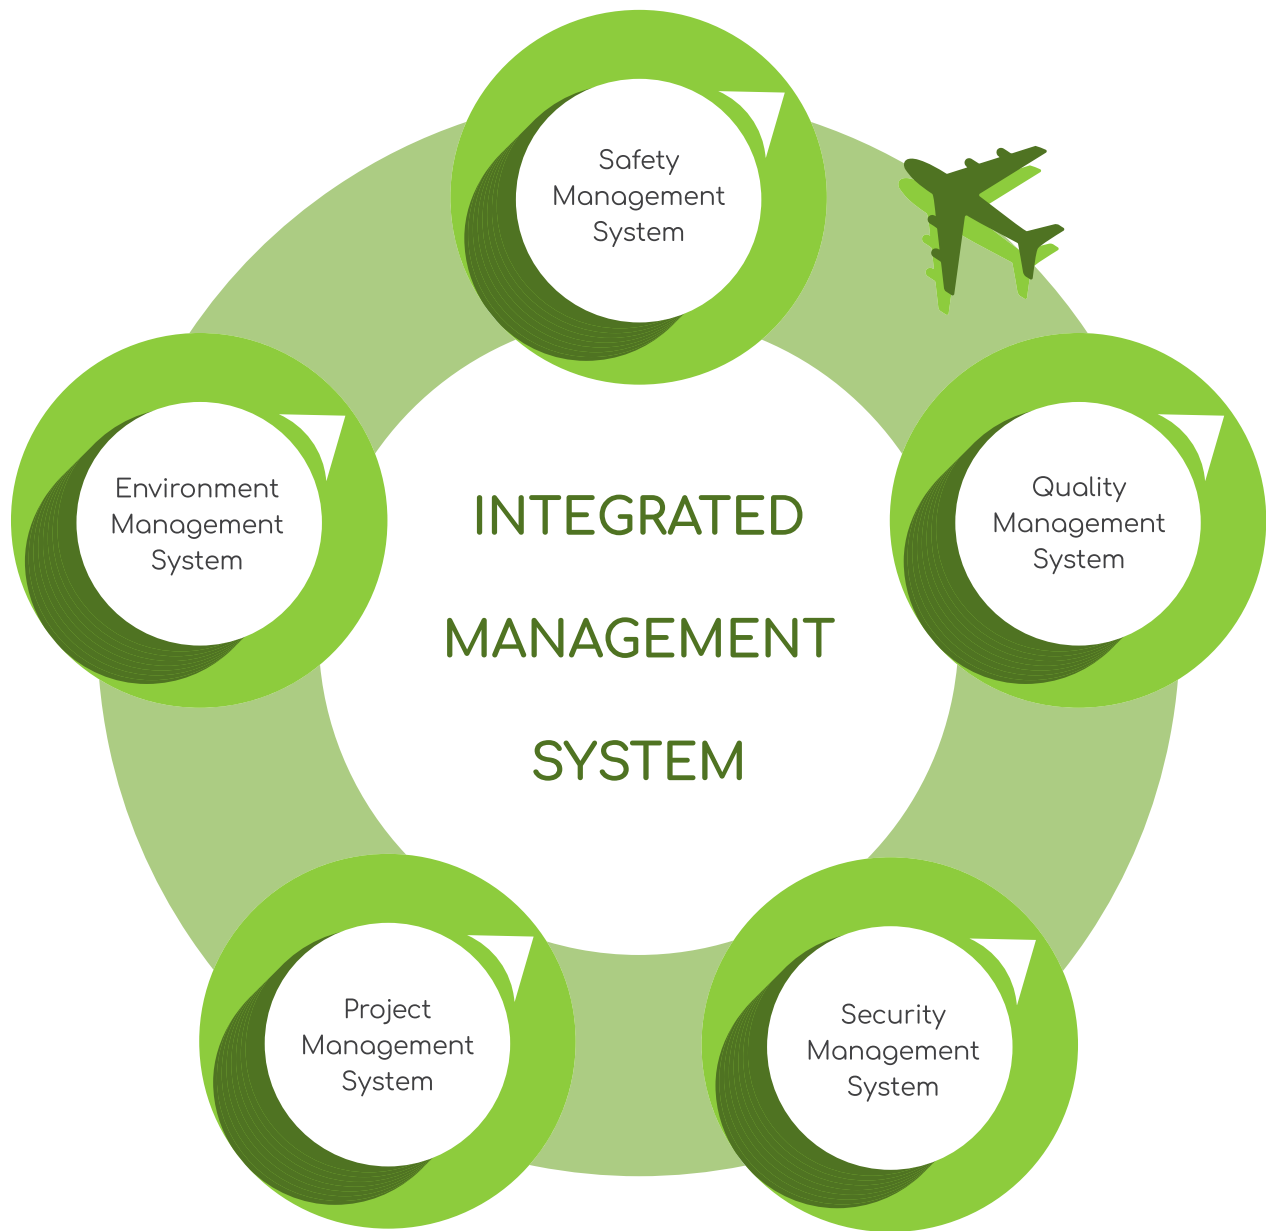 Safety
Management
System
Environment
Management
System
Quality
Management
System
INTEGRATED
MANAGEMENT
SYSTEM
Project
Management
System
Security
Management
System